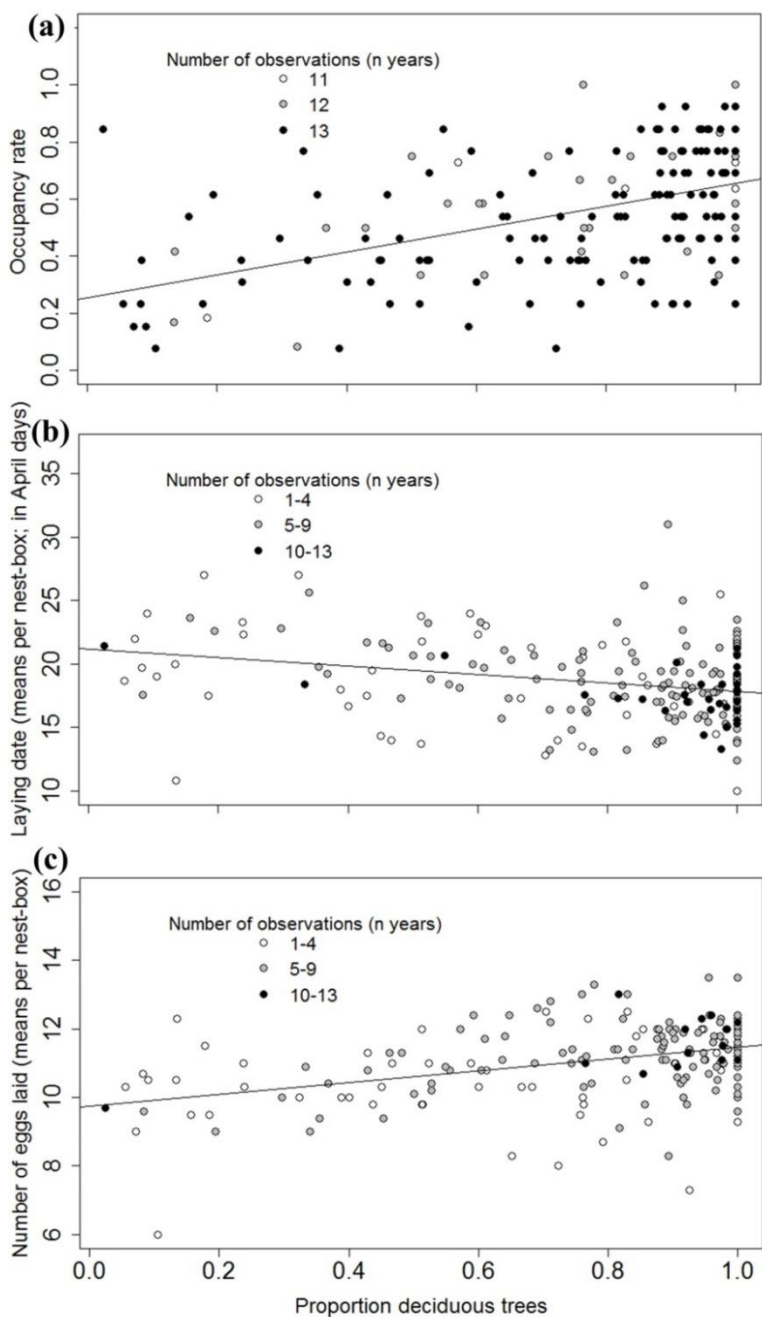 (a)
Number of observations (n years)
11
12
13
Occupancy rate
1.0
0.8
0.6
0.4
0.2
0.0
(b)
Number of observations (n years)
1-4
5-9
10-13
Laying date (means per nest-box; in April days)
35
30
25
20
15
10
(c)
Number of observations (n years)
1-4
5-9
10-13
Number of eggs laid (means per nest-box)
16
14
12
10
8
6
0.0 0.2 0.4 0.6 0.8 1.0
Proportion deciduous trees